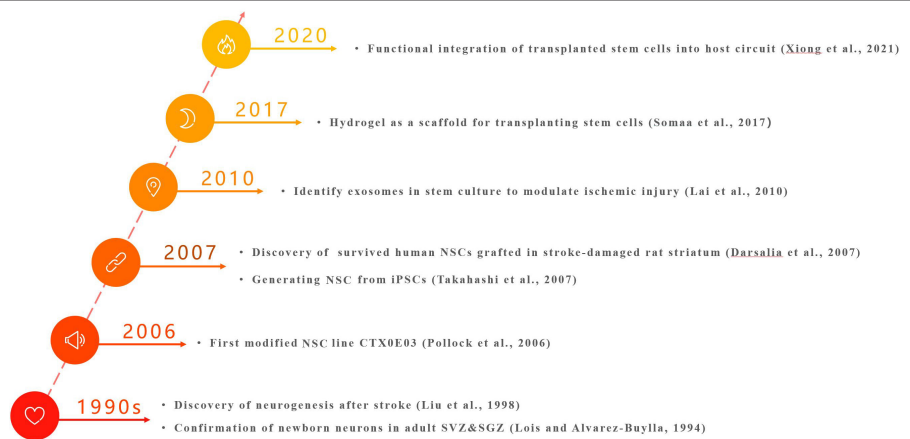 2020
• Functional integration of transplanted stem cells into host circuit (Xiong et al., 2021)
2017
• Hydrogel as a scaffold for transplanting stem cells (Somaa et al., 2017)
2010
• Identify exosomes in stem culture to modulate ischemic injury (Lai et al., 2010)
2007
• Discovery of survived human NSCs grafted in stroke-damaged rat striatum (Darsalia et al., 2007)
• Generating NSC from iPSCs (Takahashi et al., 2007)
2006
• First modified NSC line CTX0E03 (Pollock et al., 2006)
1990s
• Discovery of neurogenesis after stroke (Liu et al., 1998)
• Confirmation of newborn neurons in adult SVZ&SGZ (Lois and Alvarez-Buylla, 1994)